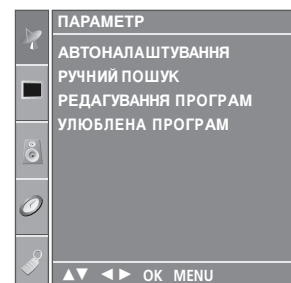 ПАРАМЕТР
АВТОНАЛАШТУВАННЯ
РУЧНИЙ ПОШУК
РЕДАГУВАННЯ ПРОГРАМ
УЛЮБЛЕНА ПРОГРАМ
▲▼ ◄► OK MENU